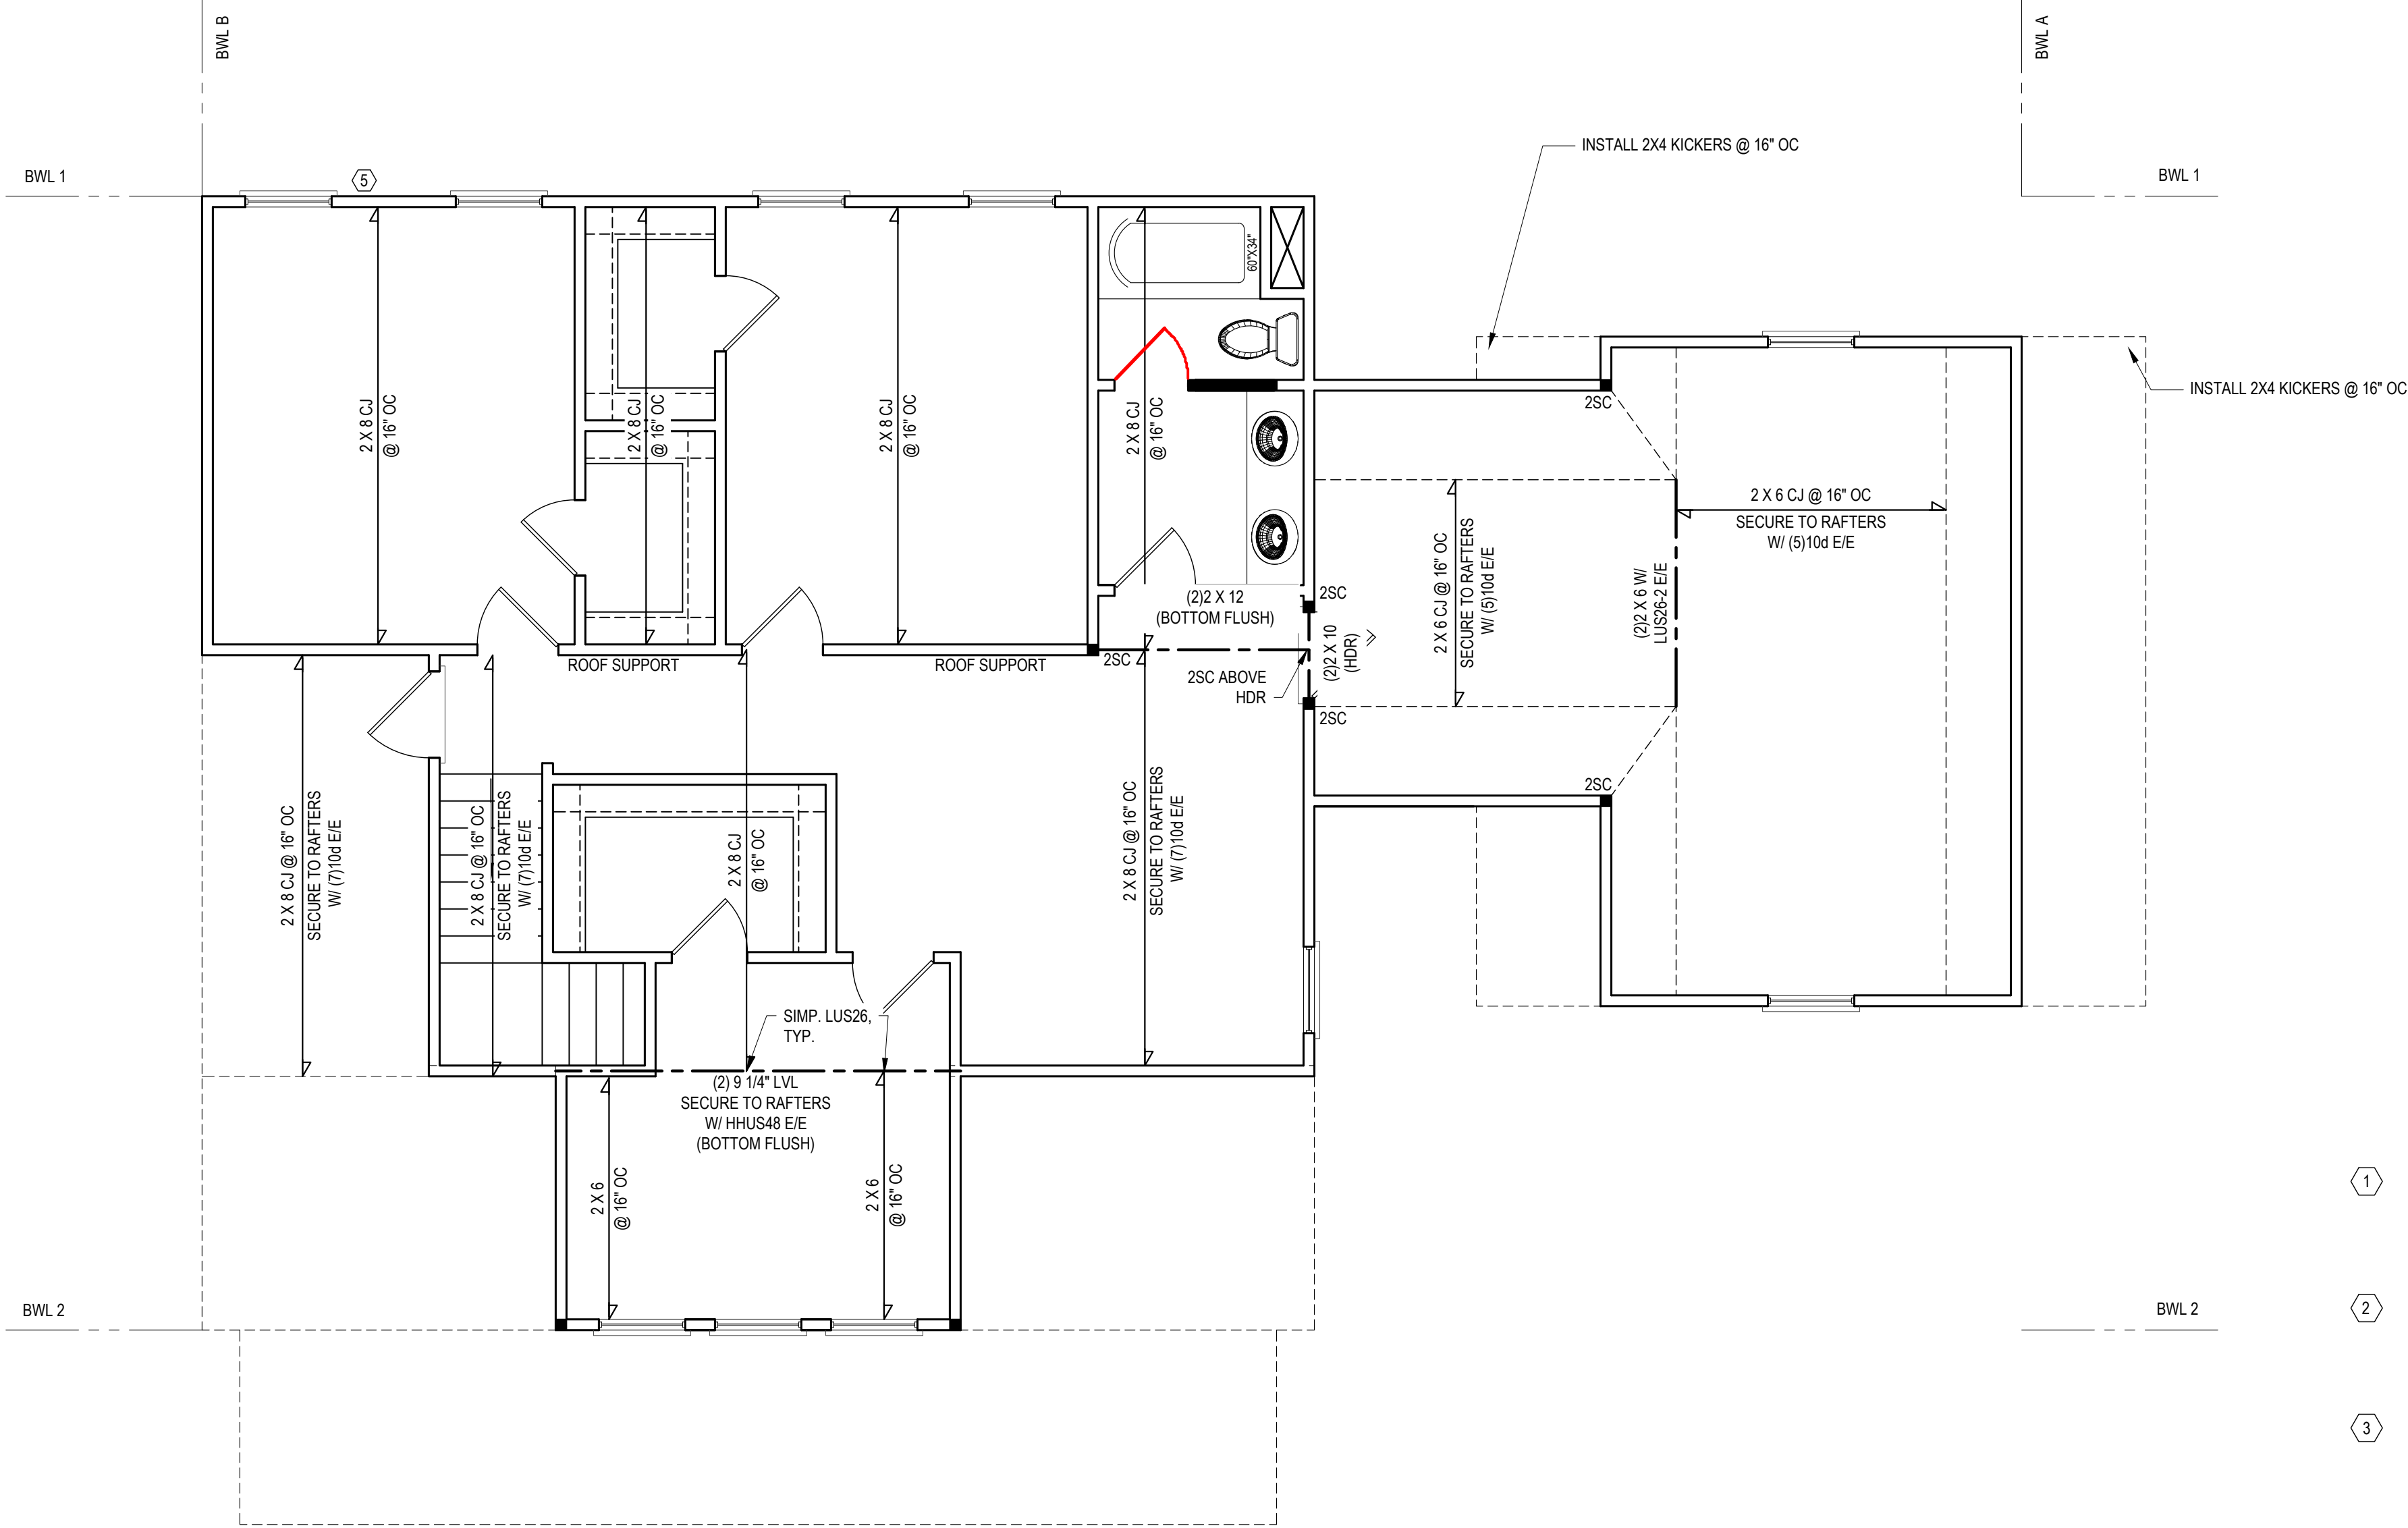 BWL B
BWL A
INSTALL 2X4 KICKERS @ 16" OC
BWL 1
5
BWL 1
60"X34"
INSTALL 2X4 KICKERS @ 16" OC
2SC
2 X 8 CJ
@ 16" OC
2 X 8 CJ
@ 16" OC
2 X 8 CJ
@ 16" OC
2 X 8 CJ
@ 16" OC
2 X 6 CJ @ 16" OC
SECURE TO RAFTERS
W/ (5)10d E/E
2 X 6 CJ @ 16" OC
SECURE TO RAFTERS
W/ (5)10d E/E
(2)2 X 6 W/
LUS26-2 E/E
(2)2 X 12
(BOTTOM FLUSH)
2SC
(2)2 X 10
(HDR)
ROOF SUPPORT
ROOF SUPPORT
2SC
2SC ABOVE
HDR
2SC
2SC
2 X 8 CJ @ 16" OC
SECURE TO RAFTERS
W/ (7)10d E/E
2 X 8 CJ @ 16" OC
SECURE TO RAFTERS
W/ (7)10d E/E
2 X 8 CJ
@ 16" OC
2 X 8 CJ @ 16" OC
SECURE TO RAFTERS
W/ (7)10d E/E
SIMP. LUS26,
TYP.
(2) 9 1/4" LVL
SECURE TO RAFTERS
W/ HHUS48 E/E
(BOTTOM FLUSH)
2 X 6
@ 16" OC
2 X 6
@ 16" OC
1
BWL 2
BWL 2
2
3